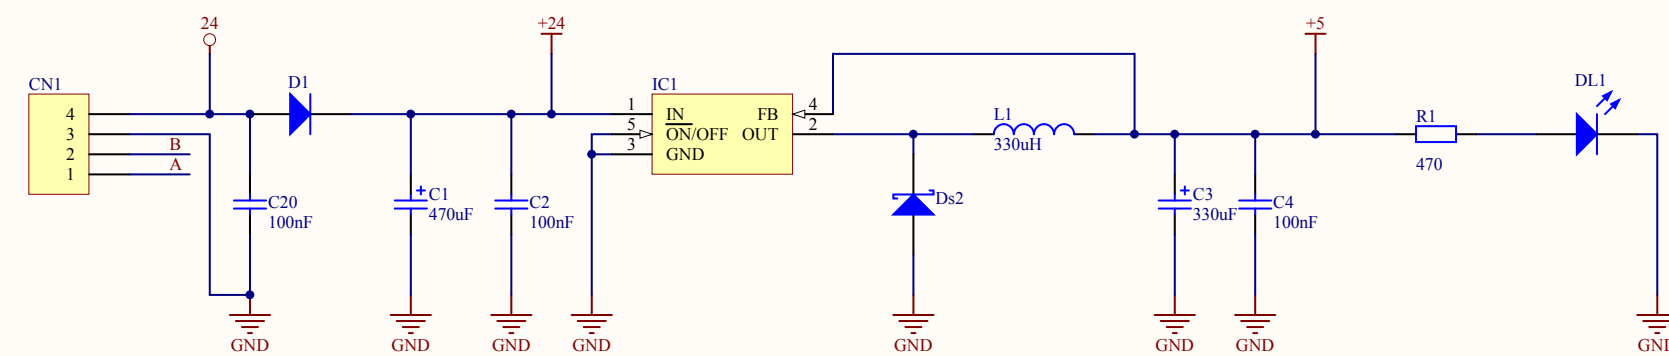 24
+24
+5
CN1
D1
IC1
DL1
4
3
2
1
B
A
1
5
3
IN
ON/OFF
GND
FB
OUT
4
2
L1
330uH
R1
470
C20
100nF
C1
470uF
C2
100nF
Ds2
C3
330uF
C4
100nF
GND
GND
GND
GND
GND
GND
GND